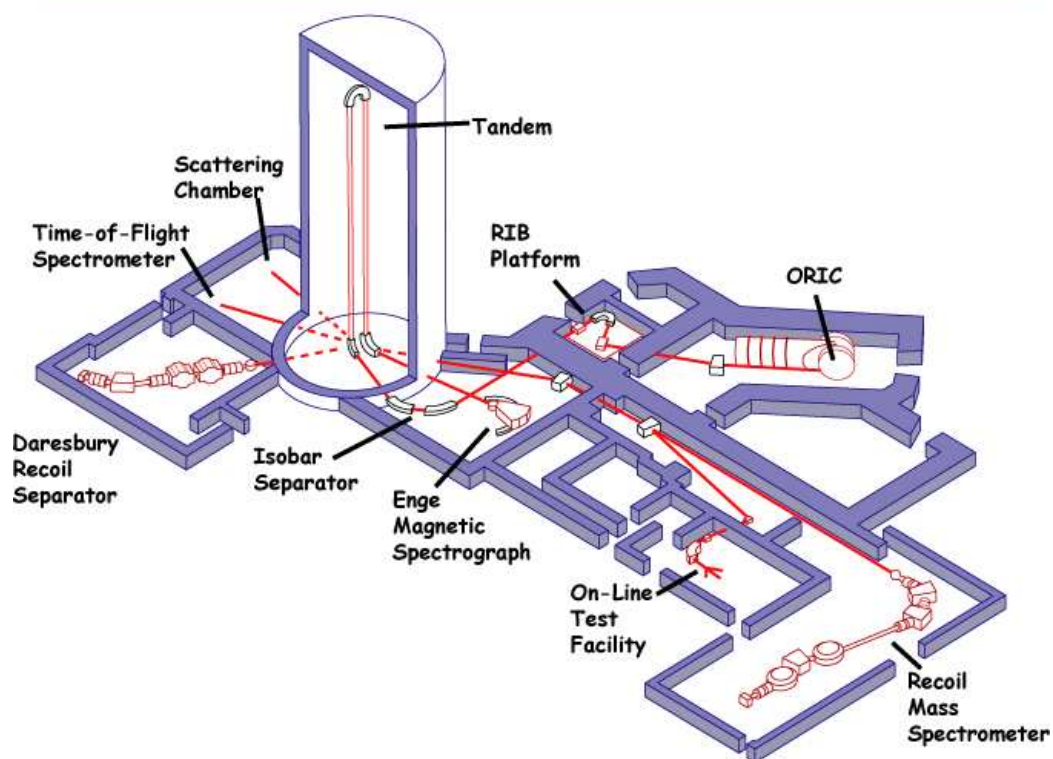 Tandem
Scattering
Chamber
Time-of-Flight
Spectrometer
RIB
Platform
ORIC
Daresbury
Recoil
Separator
Isobar
Separator
Enge
Magnetic
Spectrograph
On-Line
Test
Facility
Recoil
Mass
Spectrometer